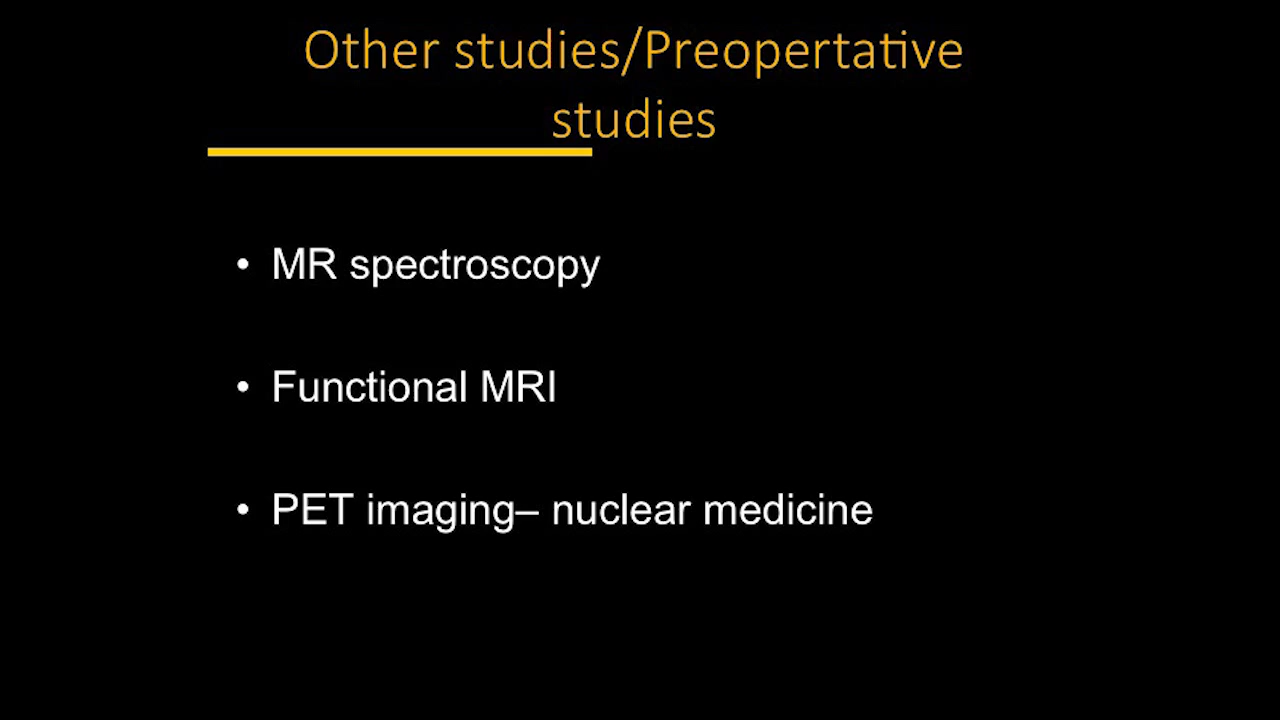 Other studies/Preopertative
studies
• MR spectroscopy
• Functional MRI
• PET imaging– nuclear medicine